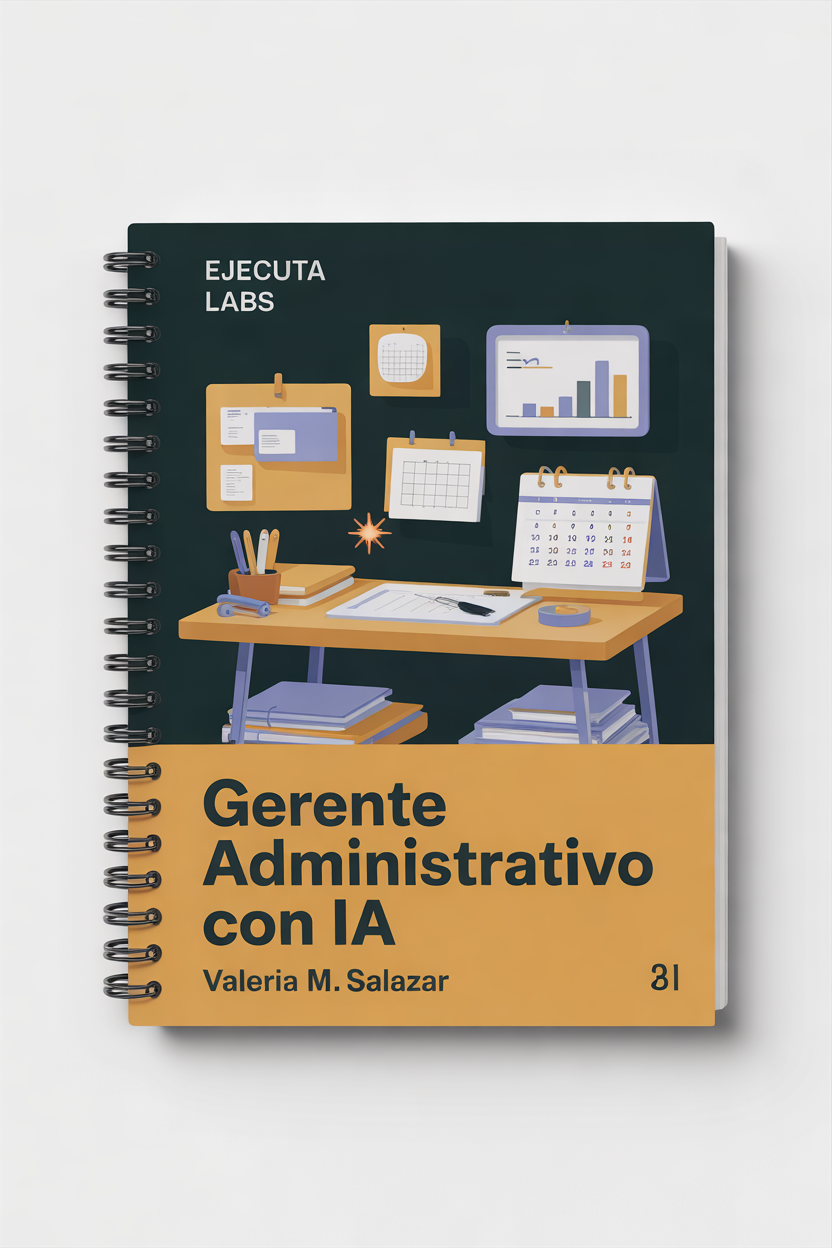 EJECUTA
LABS
Gerente
Administrativo
con IA
Valeria M. Salazar